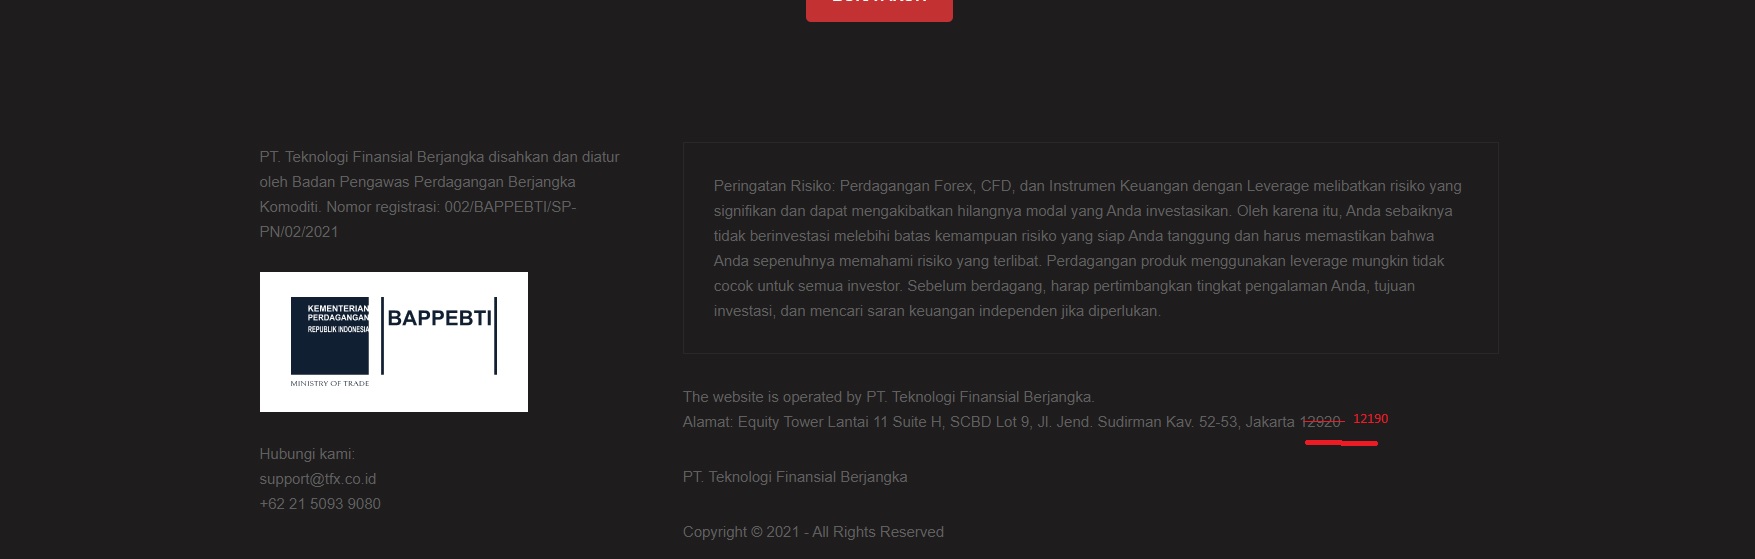 PT. Teknologi Finansial Berjangka disahkan dan diatur
oleh Badan Pengawas Perdagangan Berjangka
Komoditi. Nomor registrasi: 002/BAPPEBTI/SP-
PN/02/2021
KEMENTERIAN
PERDAGANGAN
REPUBLIK INDONESIA
BAPPEBTI
MINISTRY OF TRADE
Hubungi kami:
support@tfx.co.id
+62 21 5093 9080
Peringatan Risiko: Perdagangan Forex, CFD, dan Instrumen Keuangan dengan Leverage melibatkan risiko yang
signifikan dan dapat mengakibatkan hilangnya modal yang Anda investasikan. Oleh karena itu, Anda sebaiknya
tidak berinvestasi melebihi batas kemampuan risiko yang siap Anda tanggung dan harus memastikan bahwa
Anda sepenuhnya memahami risiko yang terlibat. Perdagangan produk menggunakan leverage mungkin tidak
cocok untuk semua investor. Sebelum berdagang, harap pertimbangkan tingkat pengalaman Anda, tujuan
investasi, dan mencari saran keuangan independen jika diperlukan.
The website is operated by PT. Teknologi Finansial Berjangka.
Alamat: Equity Tower Lantai 11 Suite H, SCBD Lot 9, Jl. Jend. Sudirman Kav. 52-53, Jakarta 12920 12190
PT. Teknologi Finansial Berjangka
Copyright © 2021 - All Rights Reserved